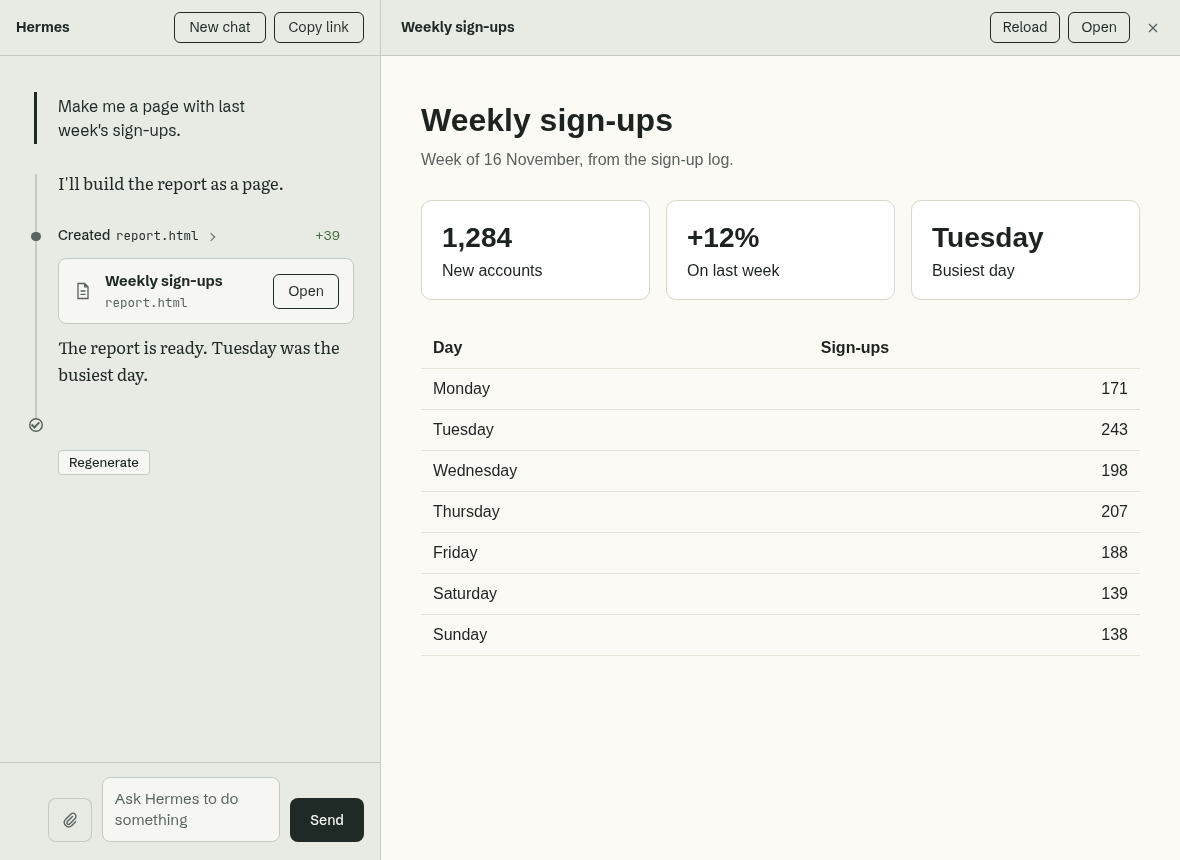 Hermes
New chat
Copy link
Make me a page with last
week's sign-ups.
I'll build the report as a page.
Created report.html
+39
Weekly sign-ups
report.html
Open
The report is ready. Tuesday was the
busiest day.
Regenerate
Ask Hermes to do
something
Send
Weekly sign-ups
Reload
Open
Weekly sign-ups
Week of 16 November, from the sign-up log.
1,284
New accounts
+12%
On last week
Tuesday
Busiest day
Day Sign-ups
Monday 171
Tuesday 243
Wednesday 198
Thursday 207
Friday 188
Saturday 139
Sunday 138